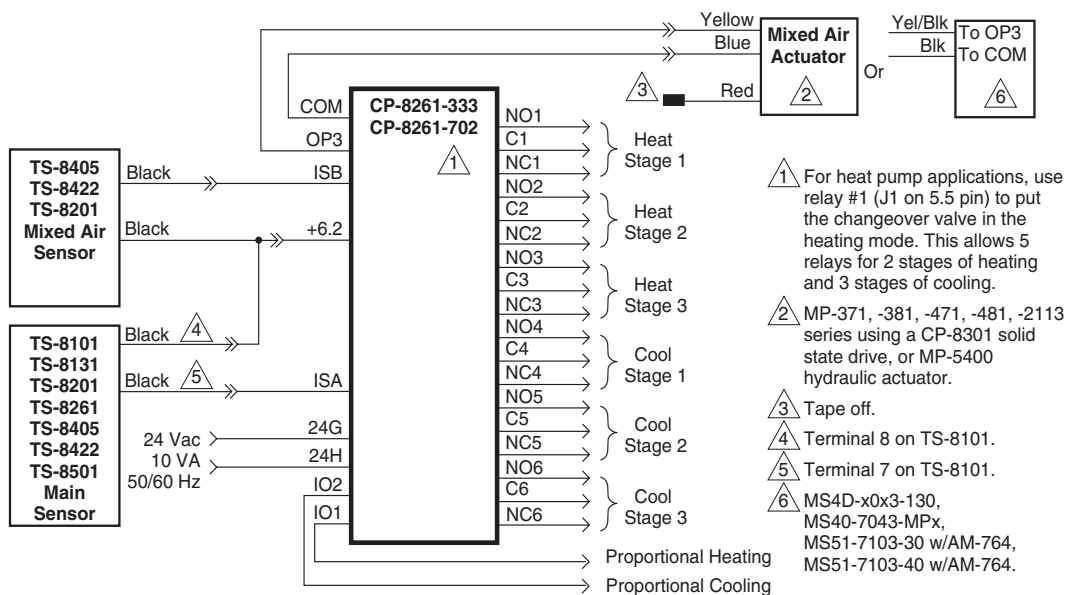 Yellow
Blue
Red
3
Mixed Air
Actuator
2
Or
Yel/Blk
Blk
To OP3
To COM
6
CP-8261-333
CP-8261-702
1
COM
OP3
ISB
+6.2
ISA
24G
24H
IO2
IO1
TS-8405
TS-8422
TS-8201
Mixed Air
Sensor
Black
Black
TS-8101
TS-8131
TS-8201
TS-8261
TS-8405
TS-8422
TS-8501
Main
Sensor
Black
4
Black
5
24 Vac
10 VA
50/60 Hz
NO1
C1
NC1
Heat
Stage 1
NO2
C2
NC2
Heat
Stage 2
NO3
C3
NC3
Heat
Stage 3
NO4
C4
NC4
Cool
Stage 1
NO5
C5
NC5
Cool
Stage 2
NO6
C6
NC6
Cool
Stage 3
Proportional Heating
Proportional Cooling
1 For heat pump applications, use
relay #1 (J1 on 5.5 pin) to put
the changeover valve in the
heating mode. This allows 5
relays for 2 stages of heating
and 3 stages of cooling.
2 MP-371, -381, -471, -481, -2113
series using a CP-8301 solid
state drive, or MP-5400
hydraulic actuator.
3 Tape off.
4 Terminal 8 on TS-8101.
5 Terminal 7 on TS-8101.
6 MS4D-x0x3-130,
MS40-7043-MPx,
MS51-7103-30 w/AM-764,
MS51-7103-40 w/AM-764.